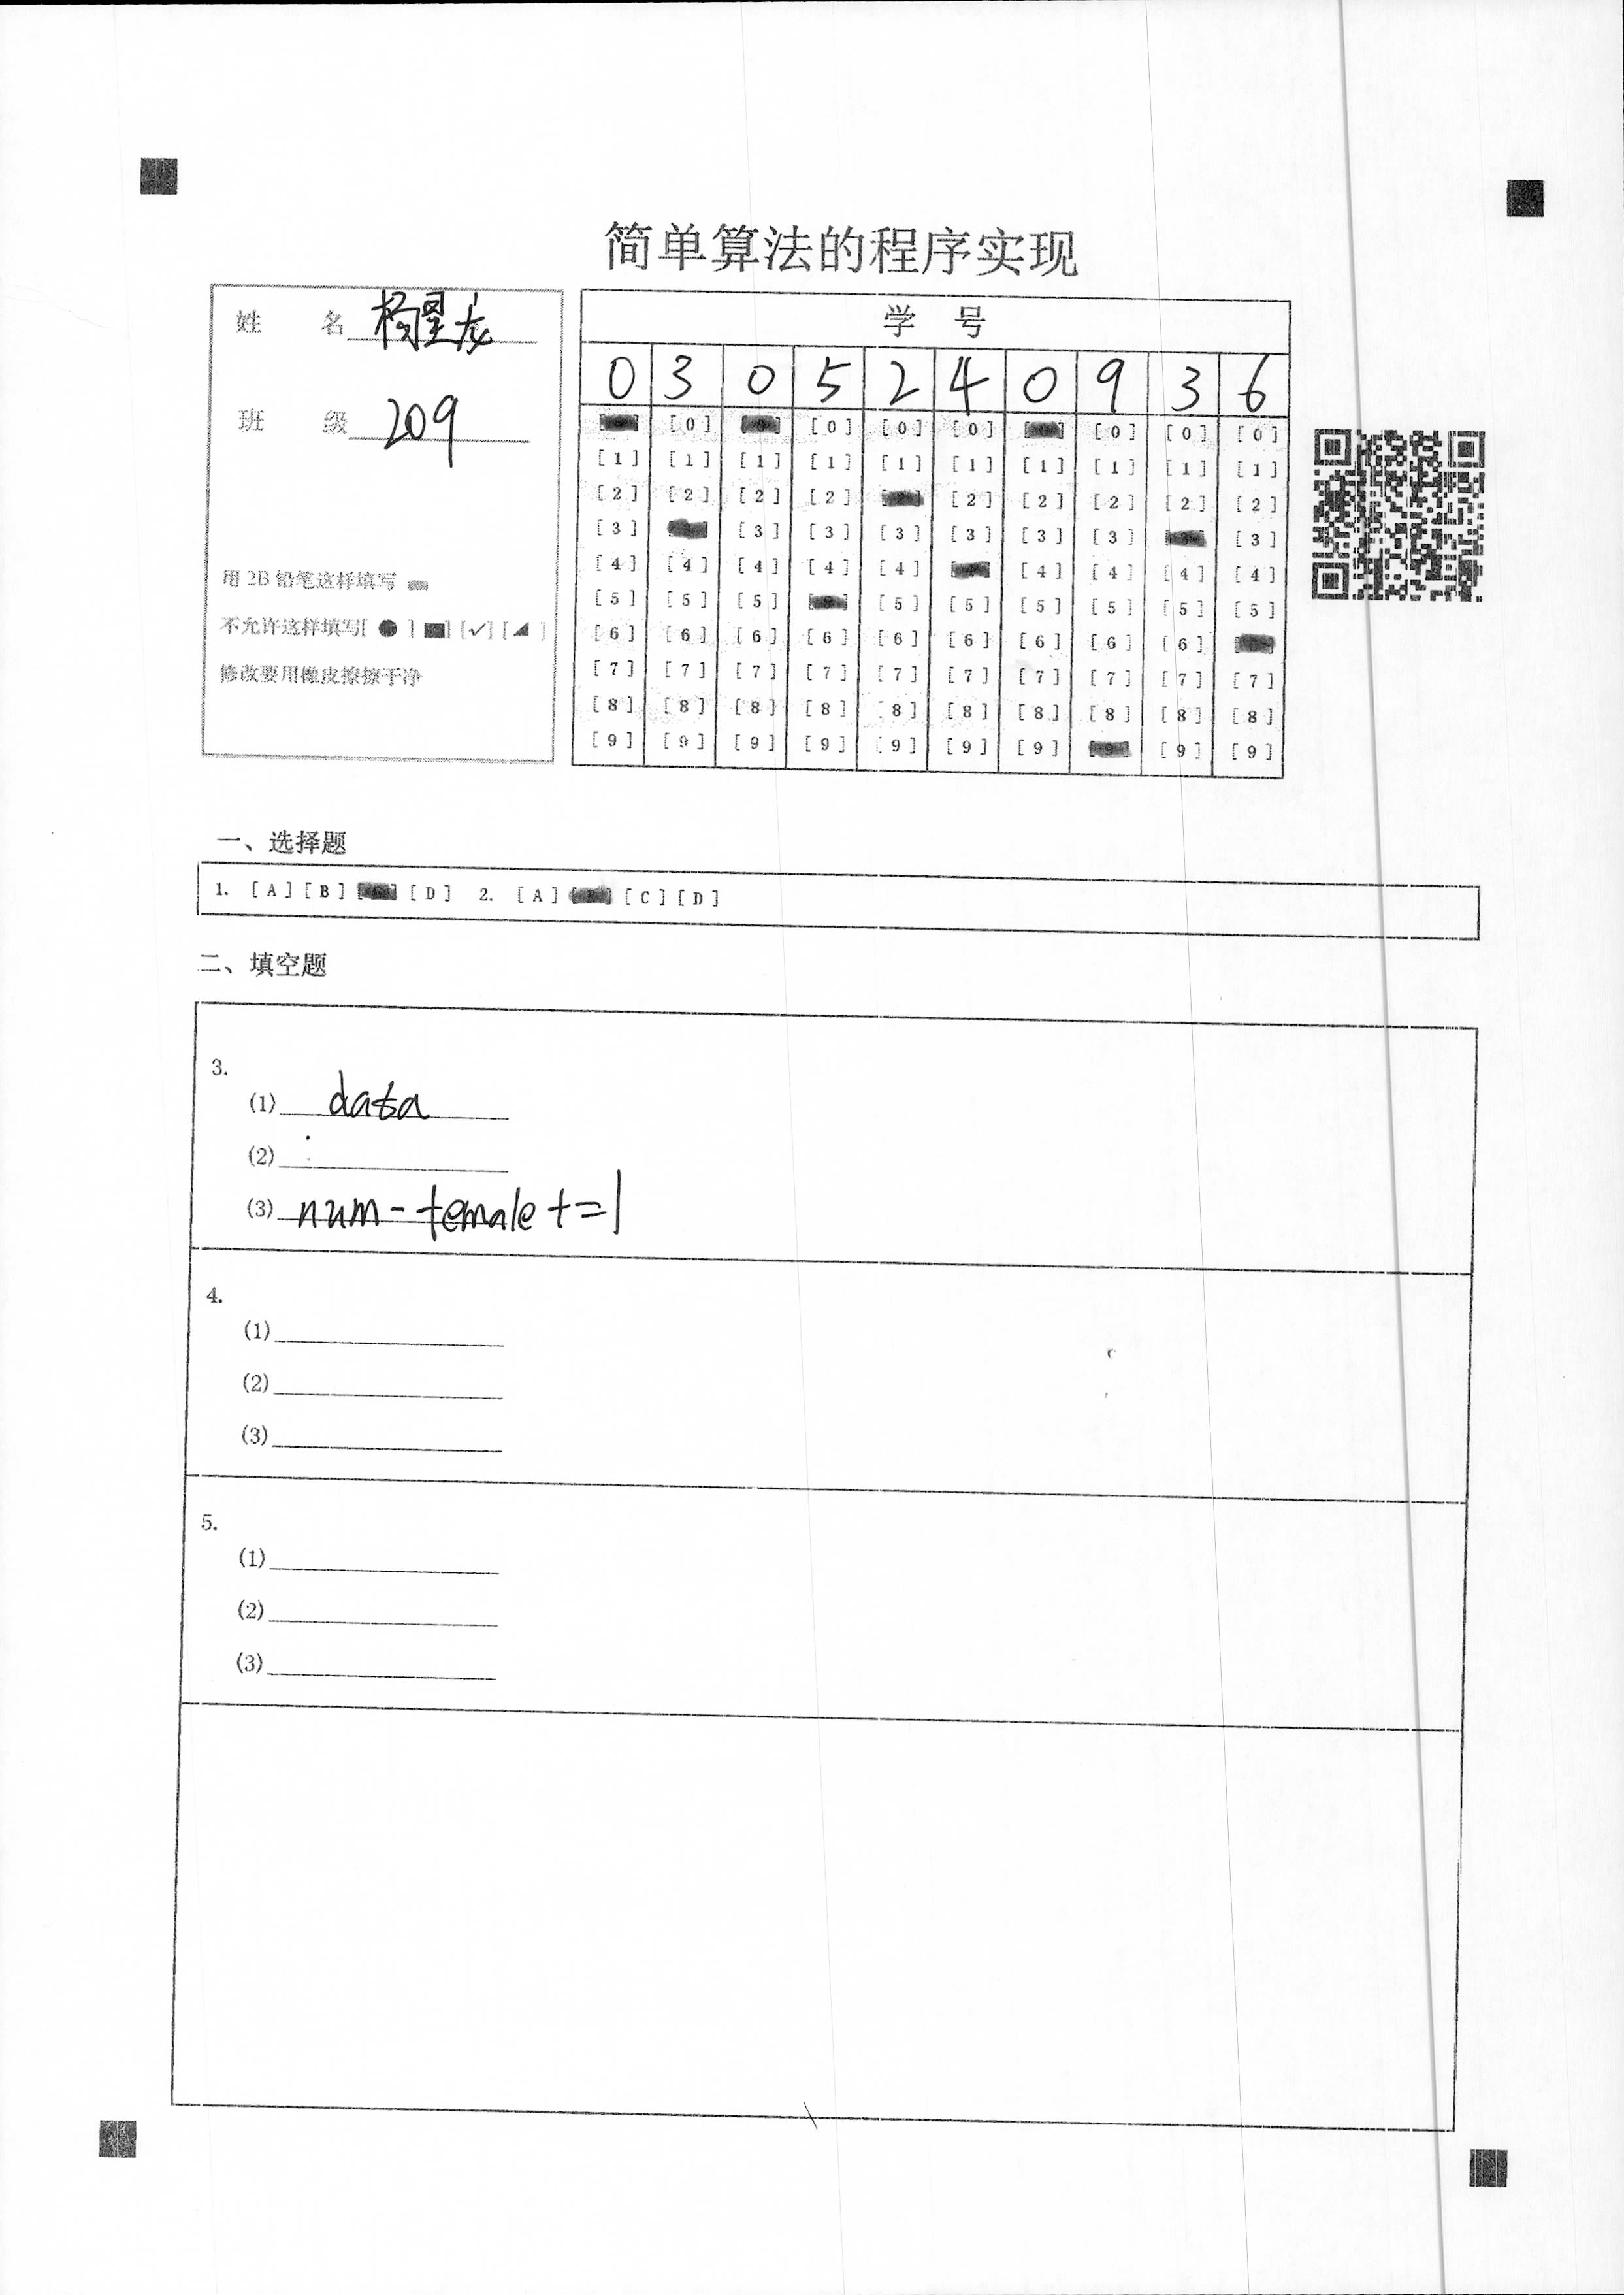 简单算法的程序实现
姓 名 杨星龙
班 级 209
用 2B 铅笔这样填写
不允许这样填写[●][■][✓][◢]
修改要用橡皮擦擦干净
学 号
0 3 0 5 2 4 0 9 3 6
[0] [0] [0] [0] [0] [0] [0]
[1] [1] [1] [1] [1] [1] [1] [1] [1] [1]
[2] [2] [2] [2] [2] [2] [2] [2] [2] [2]
[3] [3] [3] [3] [3] [3] [3] [3]
[4] [4] [4] [4] [4] [4] [4] [4] [4]
[5] [5] [5] [5] [5] [5] [5] [5] [5]
[6] [6] [6] [6] [6] [6] [6] [6] [6]
[7] [7] [7] [7] [7] [7] [7] [7] [7] [7]
[8] [8] [8] [8] [8] [8] [8] [8] [8] [8]
[9] [9] [9] [9] [9] [9] [9] [9] [9] [9]
一、选择题
1. [A] [B] [D] 2. [A] [C] [D]
二、填空题
3.
(1) data
(2)
(3) num-female+=1
4.
(1)
(2)
(3)
5.
(1)
(2)
(3)